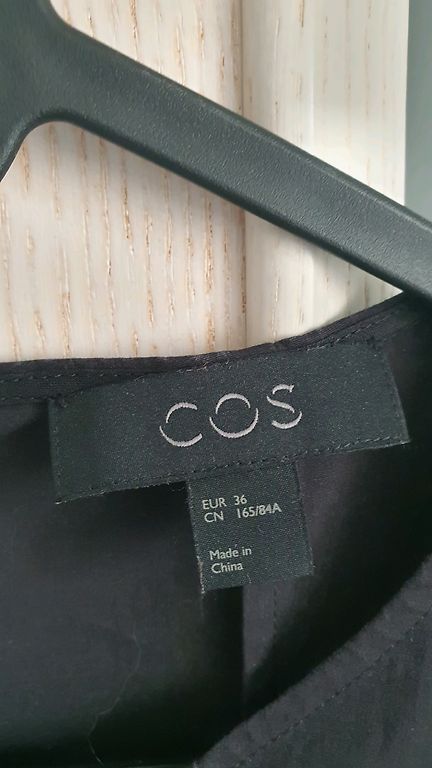 COS
EUR 36
CN 165/84A
Made in
China